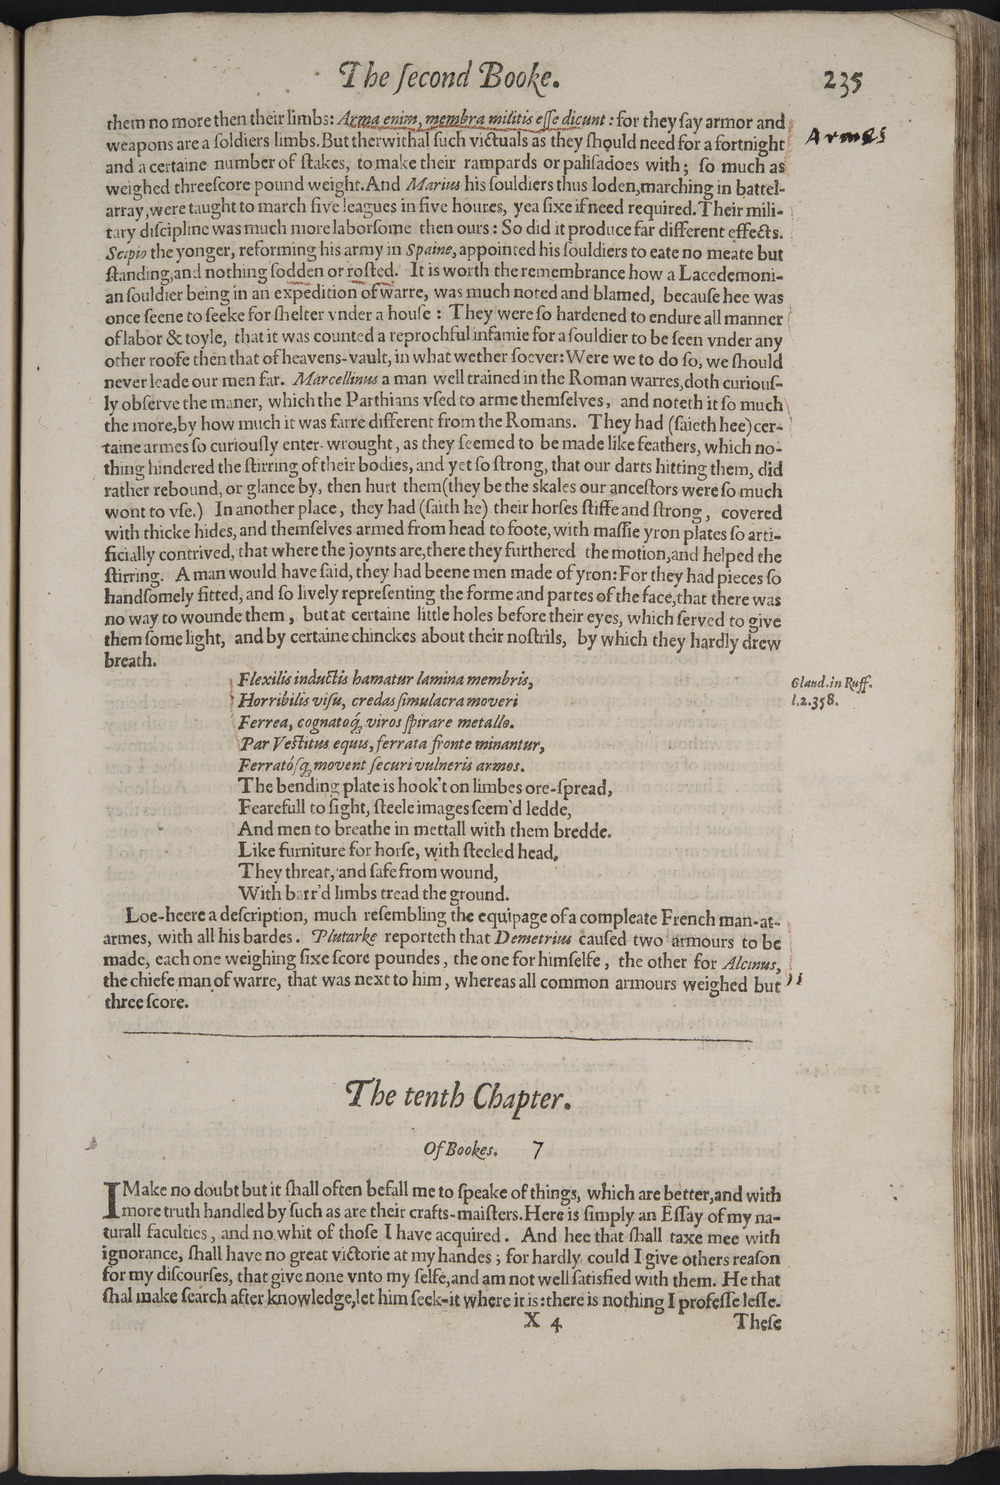 The ſecond Booke. 235
them no more then their limbs: Arma enim, membra militis eſſe dicunt: for they ſay armor and
weapons are a ſoldiers limbs. But therwithal ſuch victuals as they ſhould need for a fortnight
Armes
and a certaine number of ſtakes, to make their rampards or paliſadoes with; ſo much as
weighed threeſcore pound weight. And Marius his ſouldiers thus loden, marching in battel-
array, were taught to march five leagues in five houres, yea ſixe if need required. Their mili-
tary diſcipline was much more laborſome then ours: So did it produce far different effects.
Scipio the yonger, reforming his army in Spaine, appointed his ſouldiers to eate no meate but
ſtanding, and nothing ſodden or roſted. It is worth the remembrance how a Lacedemoni-
an ſouldier being in an expedition of warre, was much noted and blamed, becauſe hee was
once ſeene to ſeeke for ſhelter vnder a houſe: They were ſo hardened to endure all manner
of labor & toyle, that it was counted a reprochful infamie for a ſouldier to be ſeen vnder any
other roofe then that of heavens-vault, in what wether ſoever: Were we to do ſo, we ſhould
never leade our men far. Marcellinus a man well trained in the Roman warres, doth curiouſ-
ly obſerve the maner, which the Parthians vſed to arme themſelves, and noteth it ſo much
the more, by how much it was farre different from the Romans. They had (ſaieth hee) cer-
taine armes ſo curiouſly enter-wrought, as they ſeemed to be made like feathers, which no-
thing hindered the ſtirring of their bodies, and yet ſo ſtrong, that our darts hitting them, did
rather rebound, or glance by, then hurt them (they be the skales our anceſtors were ſo much
wont to vſe.) In another place, they had (ſaith he) their horſes ſtiffe and ſtrong, covered
with thicke hides, and themſelves armed from head to foote, with maſſie yron plates ſo arti-
ficially contrived, that where the joynts are, there they furthered the motion, and helped the
ſtirring. A man would have ſaid, they had beene men made of yron: For they had pieces ſo
handſomely fitted, and ſo lively repreſenting the forme and partes of the face, that there was
no way to wounde them, but at certaine little holes before their eyes, which ſerved to give
them ſome light, and by certaine chinckes about their noſtrils, by which they hardly drew
breath.
Flexilis inductis hamatur lamina membris,
Claud. in Ruff.
l. 2. 358.
Horribilis viſu, credas ſimulacra moveri
Ferrea, cognatoq́; viros ſpirare metallo.
Par Veſtitus equis, ferrata fronte minantur,
Ferratóſq; movent ſecuri vulneris armos.
The bending plate is hook't on limbes ore-ſpread,
Fearefull to ſight, ſteele images ſeem'd ledde,
And men to breathe in mettall with them bredde.
Like furniture for horſe, with ſteeled head,
They threat, and ſafe from wound,
With barr'd limbs tread the ground.
Loe-heere a deſcription, much reſembling the equipage of a compleate French man-at-
armes, with all his bardes. Plutarke reporteth that Demetrius cauſed two armours to be
made, each one weighing ſixe ſcore poundes, the one for himſelfe, the other for Alcinus,
the chiefe man of warre, that was next to him, whereas all common armours weighed but
three ſcore.
The tenth Chapter.
Of Bookes. 7
I Make no doubt but it ſhall often befall me to ſpeake of things, which are better, and with
more truth handled by ſuch as are their crafts-maiſters. Here is ſimply an Eſſay of my na-
turall faculties, and no whit of thoſe I have acquired. And hee that ſhall taxe mee with
ignorance, ſhall have no great victorie at my handes; for hardly could I give others reaſon
for my diſcourſes, that give none vnto my ſelfe, and am not well ſatisfied with them. He that
ſhal make ſearch after knowledge, let him ſeek-it where it is: there is nothing I profeſſe leſſe.
X 4 Theſe